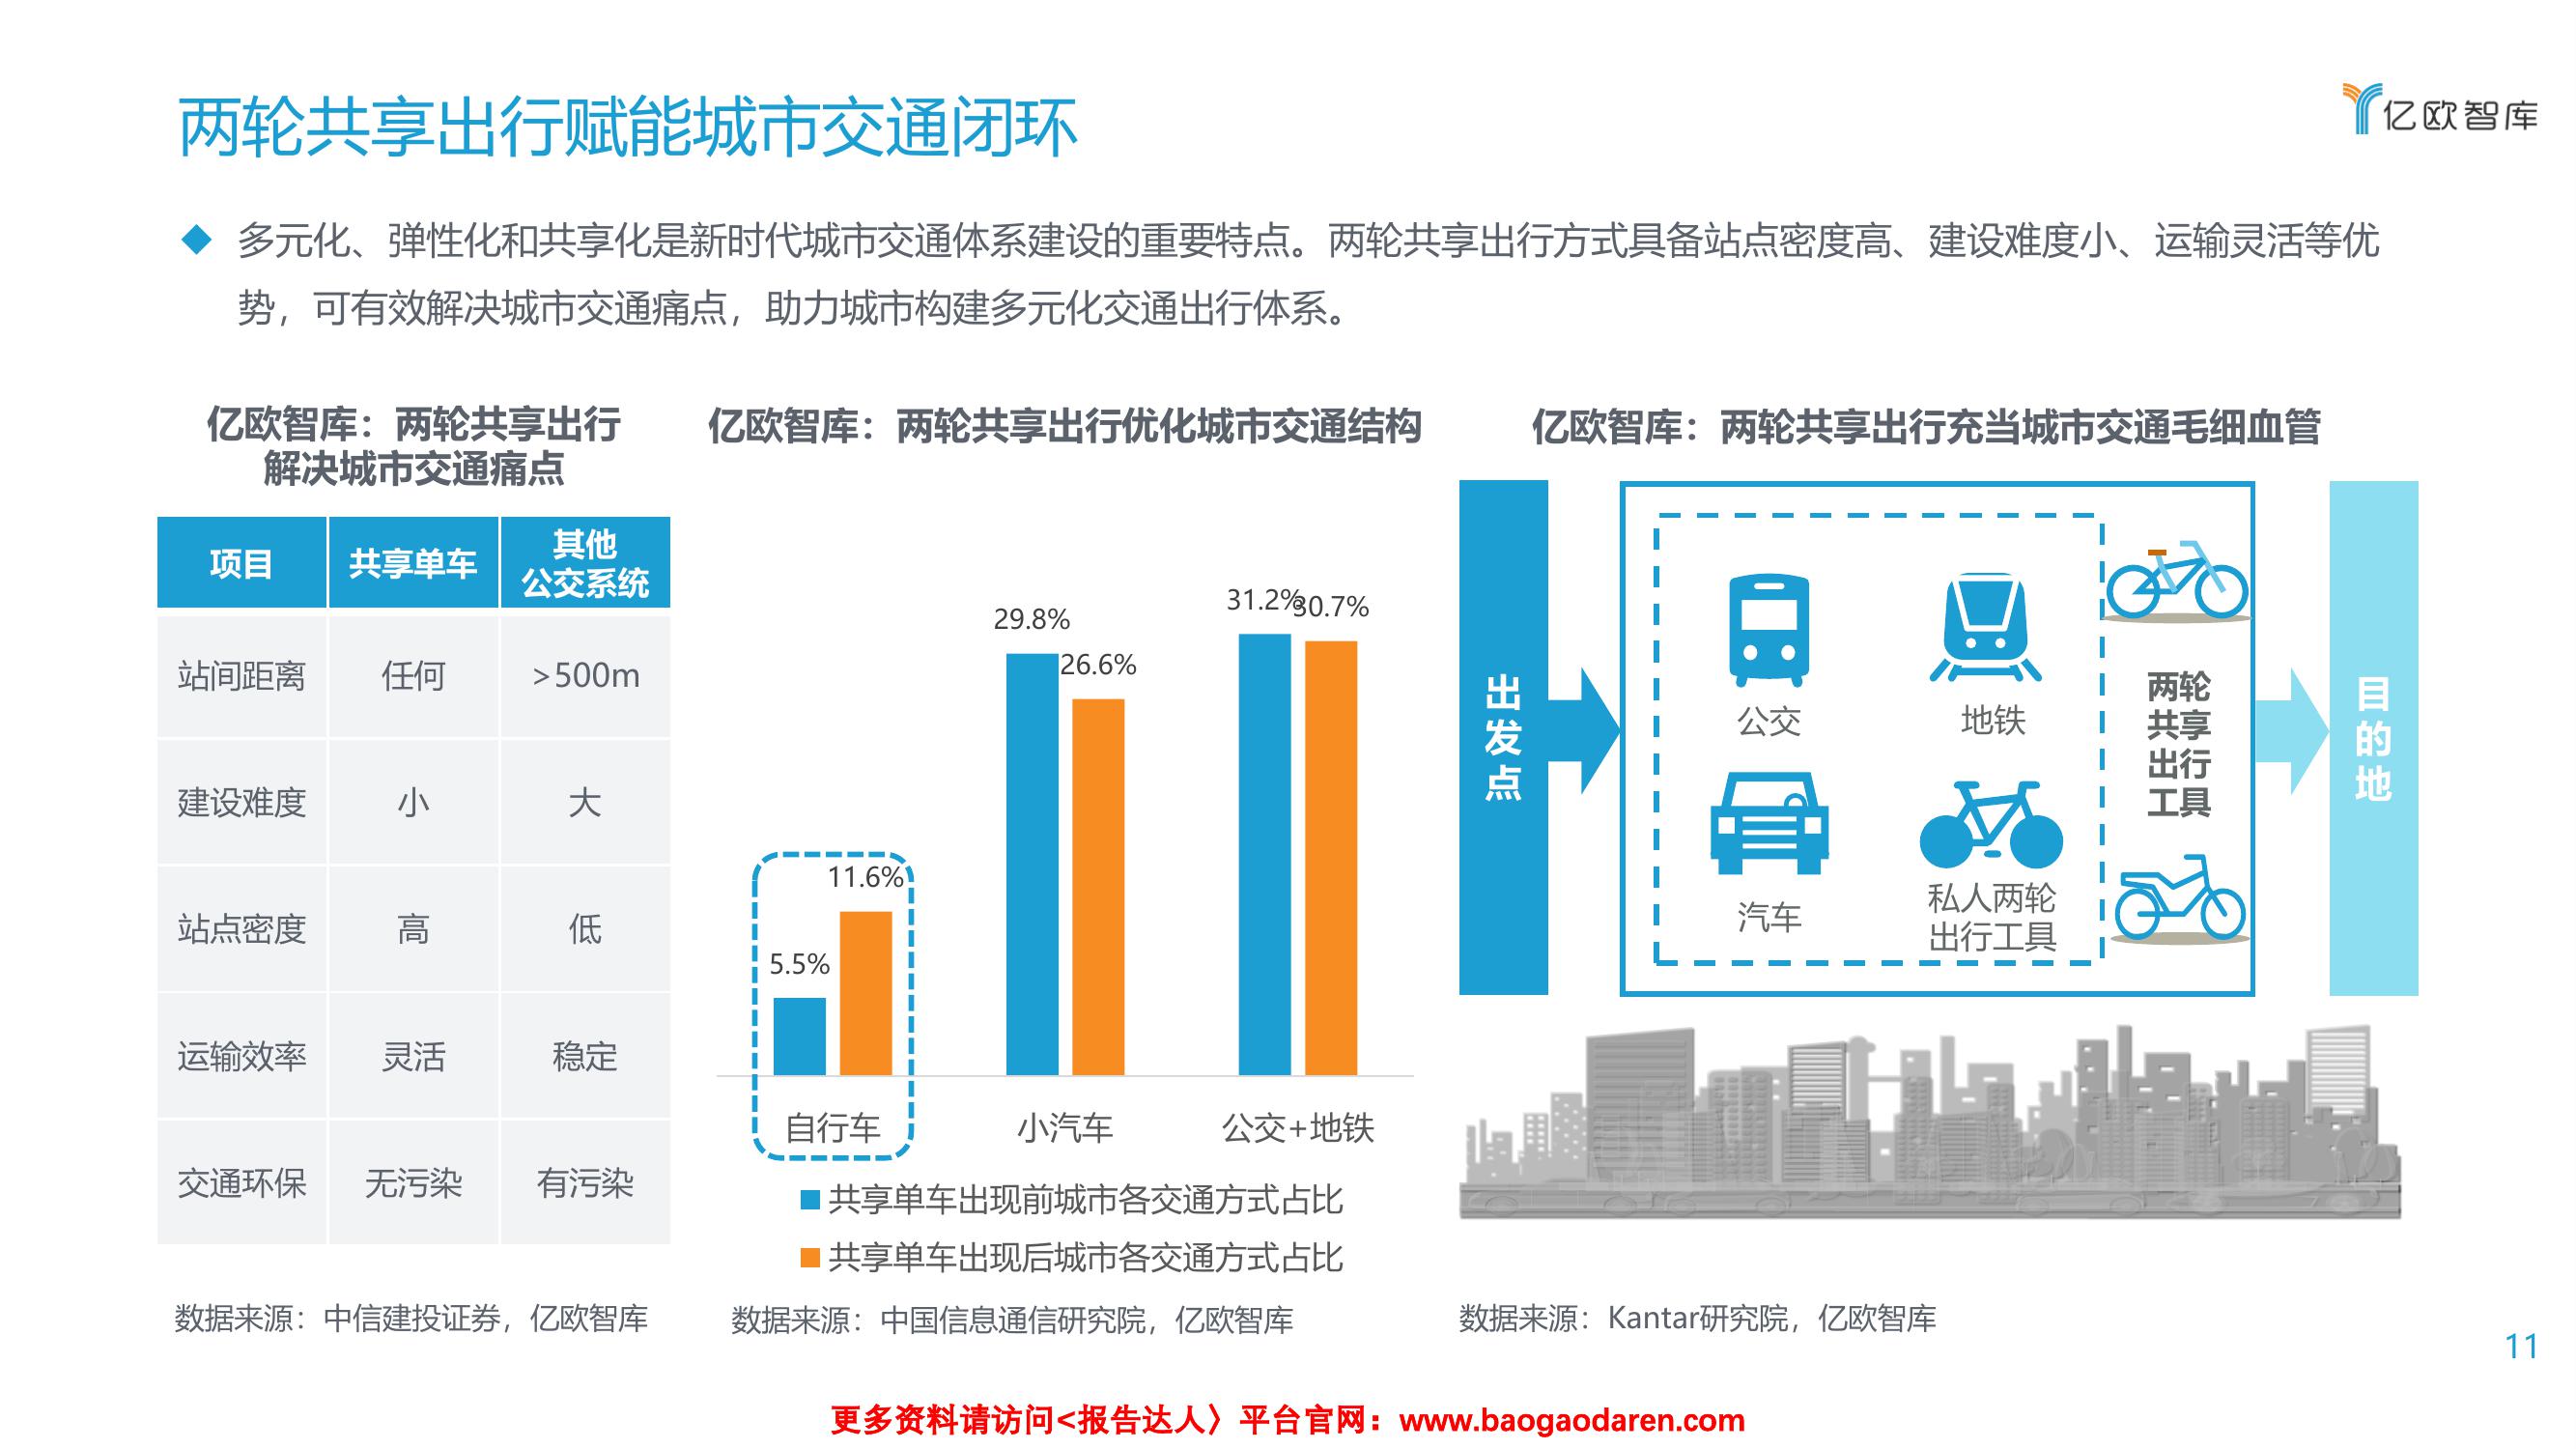 两轮共享出行赋能城市交通闭环
亿欧智库
多元化、弹性化和共享化是新时代城市交通体系建设的重要特点。两轮共享出行方式具备站点密度高、建设难度小、运输灵活等优
势，可有效解决城市交通痛点，助力城市构建多元化交通出行体系。
亿欧智库：两轮共享出行
解决城市交通痛点
项目 共享单车 其他
公交系统
站间距离 任何 >500m
建设难度 小 大
站点密度 高 低
运输效率 灵活 稳定
交通环保 无污染 有污染
数据来源：中信建投证券，亿欧智库
亿欧智库：两轮共享出行优化城市交通结构
5.5% 11.6%
29.8% 26.6%
31.2% 30.7%
自行车 小汽车 公交+地铁
共享单车出现前城市各交通方式占比
共享单车出现后城市各交通方式占比
数据来源：中国信息通信研究院，亿欧智库
亿欧智库：两轮共享出行充当城市交通毛细血管
出
发
点
公交 地铁
汽车 私人两轮
出行工具
两轮
共享
出行
工具
目
的
地
数据来源：Kantar研究院，亿欧智库
11
更多资料请访问<报告达人〉平台官网：www.baogaodaren.com